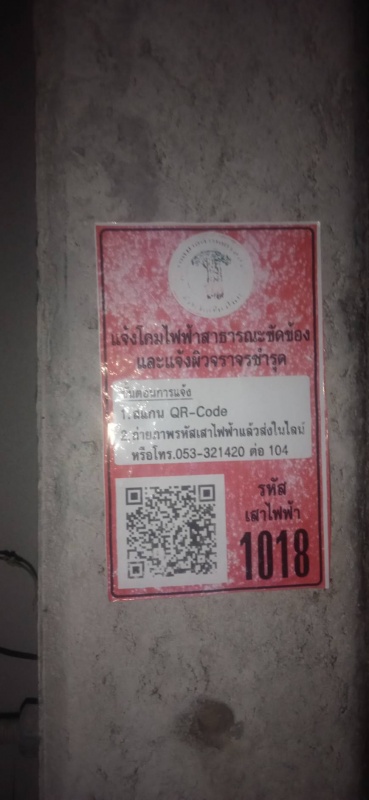 แจ้งโคมไฟฟ้าสาธารณะขัดข้อง
และแจ้งผิวจราจรชำรุด
ขั้นตอนการแจ้ง
1.สแกน QR-Code
2.ถ่ายภาพรหัสเสาไฟฟ้าแล้วส่งในไลน์
หรือโทร.053-321420 ต่อ 104
รหัส
เสาไฟฟ้า
1018